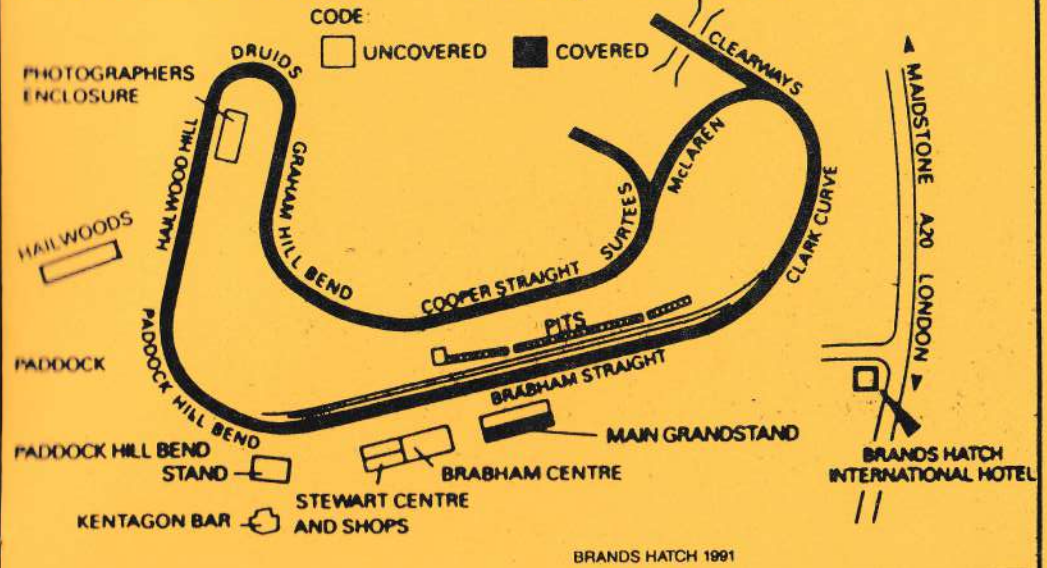 CODE:
UNCOVERED
COVERED
PHOTOGRAPHERS
ENCLOSURE
DRUIDS
HAILWOOD HILL
GRAHAM HILL BEND
HAILWOODS
CLEARWAYS
McLAREN
SURTEES
CLARK CURVE
COOPER STRAIGHT
PITS
BRABHAM STRAIGHT
PADDOCK HILL BEND
PADDOCK
MAIDSTONE A20 LONDON
MAIN GRANDSTAND
BRANDS HATCH
INTERNATIONAL HOTEL
PADDOCK HILL BEND
STAND
BRABHAM CENTRE
STEWART CENTRE
AND SHOPS
KENTAGON BAR
BRANDS HATCH 1991